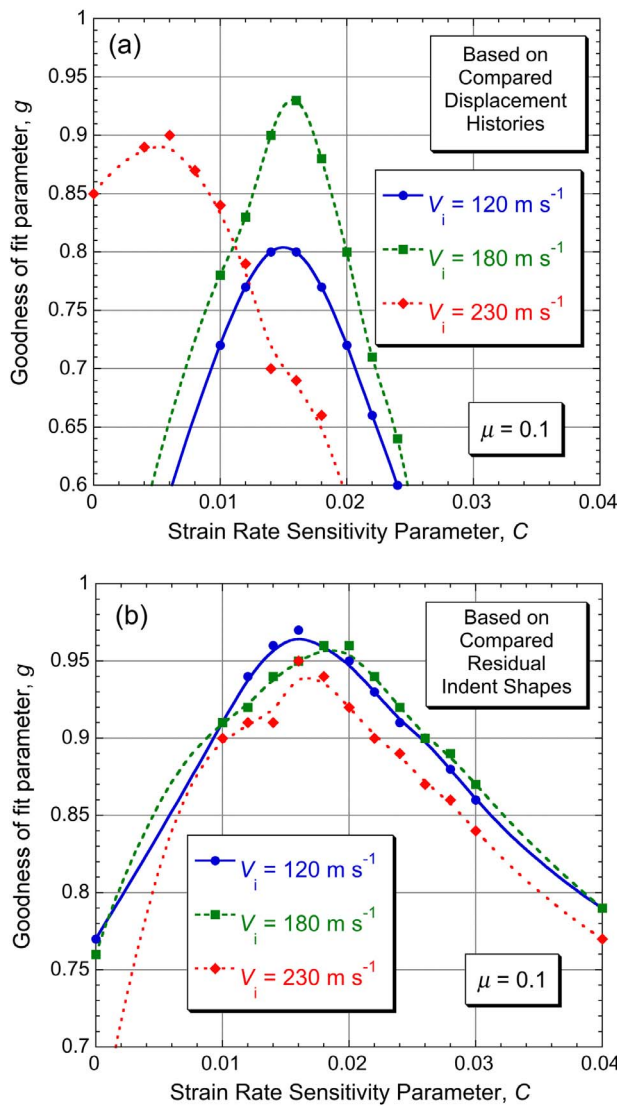 (a)
Based on
Compared
Displacement
Histories
Vi = 120 m s-1
Vi = 180 m s-1
Vi = 230 m s-1
μ = 0.1
Goodness of fit parameter, g
1
0.95
0.9
0.85
0.8
0.75
0.7
0.65
0.6
0 0.01 0.02 0.03 0.04
Strain Rate Sensitivity Parameter, C
(b)
Based on
Compared
Residual
Indent Shapes
Vi = 120 m s-1
Vi = 180 m s-1
Vi = 230 m s-1
μ = 0.1
Goodness of fit parameter, g
1
0.95
0.9
0.85
0.8
0.75
0.7
0 0.01 0.02 0.03 0.04
Strain Rate Sensitivity Parameter, C